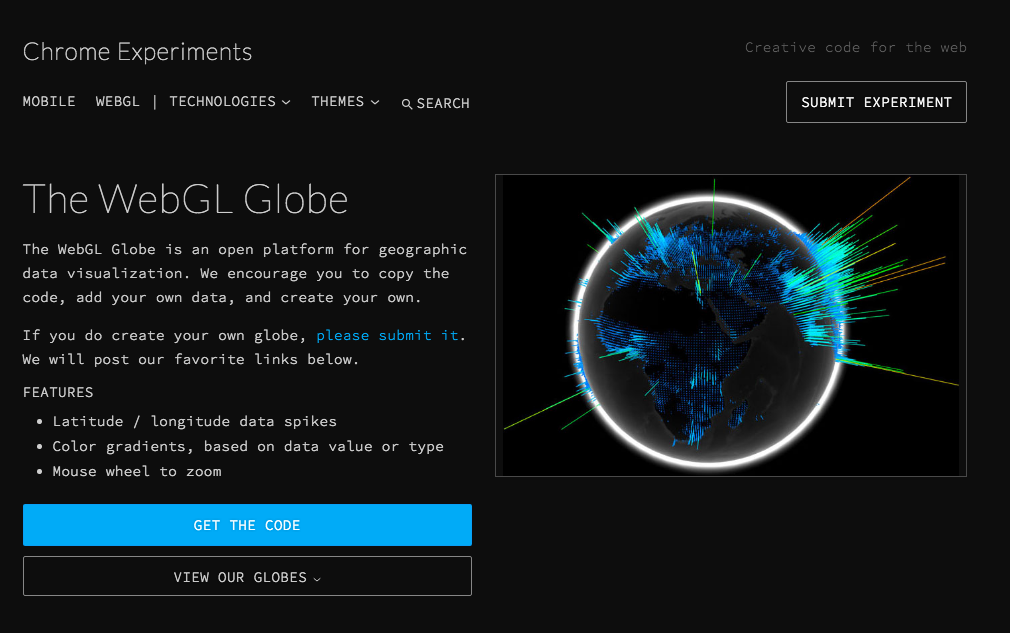 Chrome Experiments
Creative code for the web
MOBILE WEBGL | TECHNOLOGIES THEMES SEARCH
SUBMIT EXPERIMENT
The WebGL Globe
The WebGL Globe is an open platform for geographic
data visualization. We encourage you to copy the
code, add your own data, and create your own.
If you do create your own globe, please submit it.
We will post our favorite links below.
FEATURES
• Latitude / longitude data spikes
• Color gradients, based on data value or type
• Mouse wheel to zoom
GET THE CODE
VIEW OUR GLOBES